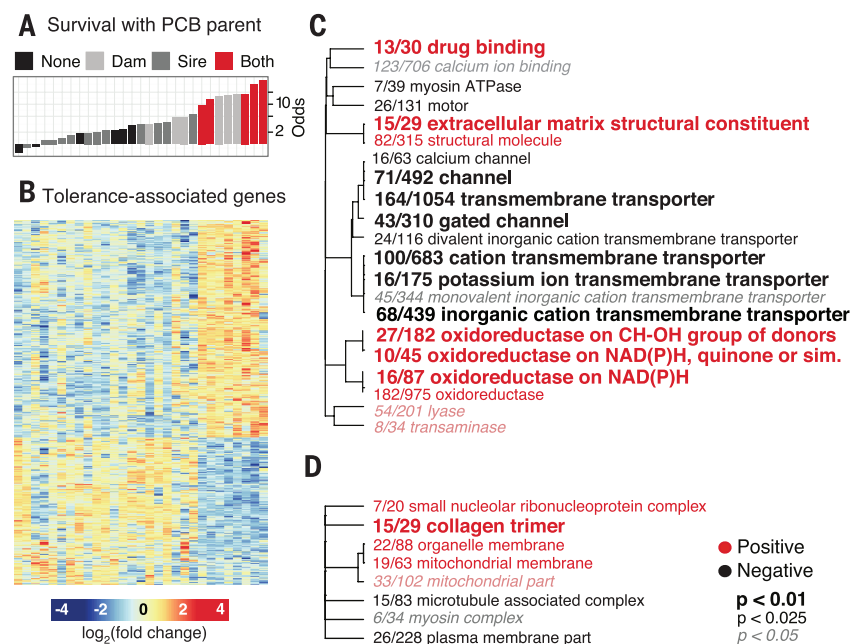 A Survival with PCB parent
None Dam Sire Both
10
2
Odds
B Tolerance-associated genes
-4 -2 0 2 4
log2(fold change)
C
13/30 drug binding
123/706 calcium ion binding
7/39 myosin ATPase
26/131 motor
15/29 extracellular matrix structural constituent
82/315 structural molecule
16/63 calcium channel
71/492 channel
164/1054 transmembrane transporter
43/310 gated channel
24/116 divalent inorganic cation transmembrane transporter
100/683 cation transmembrane transporter
16/175 potassium ion transmembrane transporter
45/344 monovalent inorganic cation transmembrane transporter
68/439 inorganic cation transmembrane transporter
27/182 oxidoreductase on CH-OH group of donors
10/45 oxidoreductase on NAD(P)H, quinone or sim.
16/87 oxidoreductase on NAD(P)H
182/975 oxidoreductase
54/201 lyase
8/34 transaminase
D
7/20 small nucleolar ribonucleoprotein complex
15/29 collagen trimer
22/88 organelle membrane
19/63 mitochondrial membrane
33/102 mitochondrial part
15/83 microtubule associated complex
6/34 myosin complex
26/228 plasma membrane part
Positive
Negative
p < 0.01
p < 0.025
p < 0.05